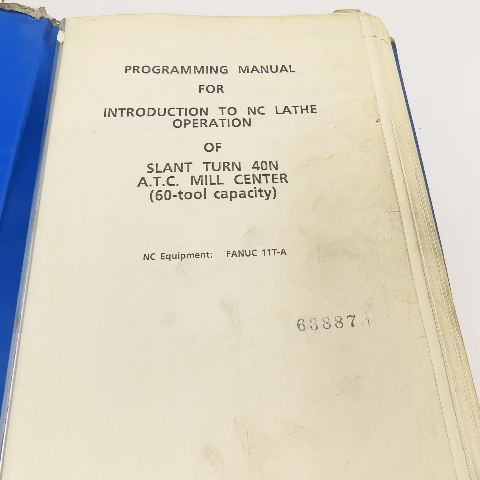 PROGRAMMING MANUAL
FOR
INTRODUCTION TO NC LATHE
OPERATION
OF
SLANT TURN 40N
A.T.C. MILL CENTER
(60-tool capacity)
NC Equipment: FANUC 11T-A
63887